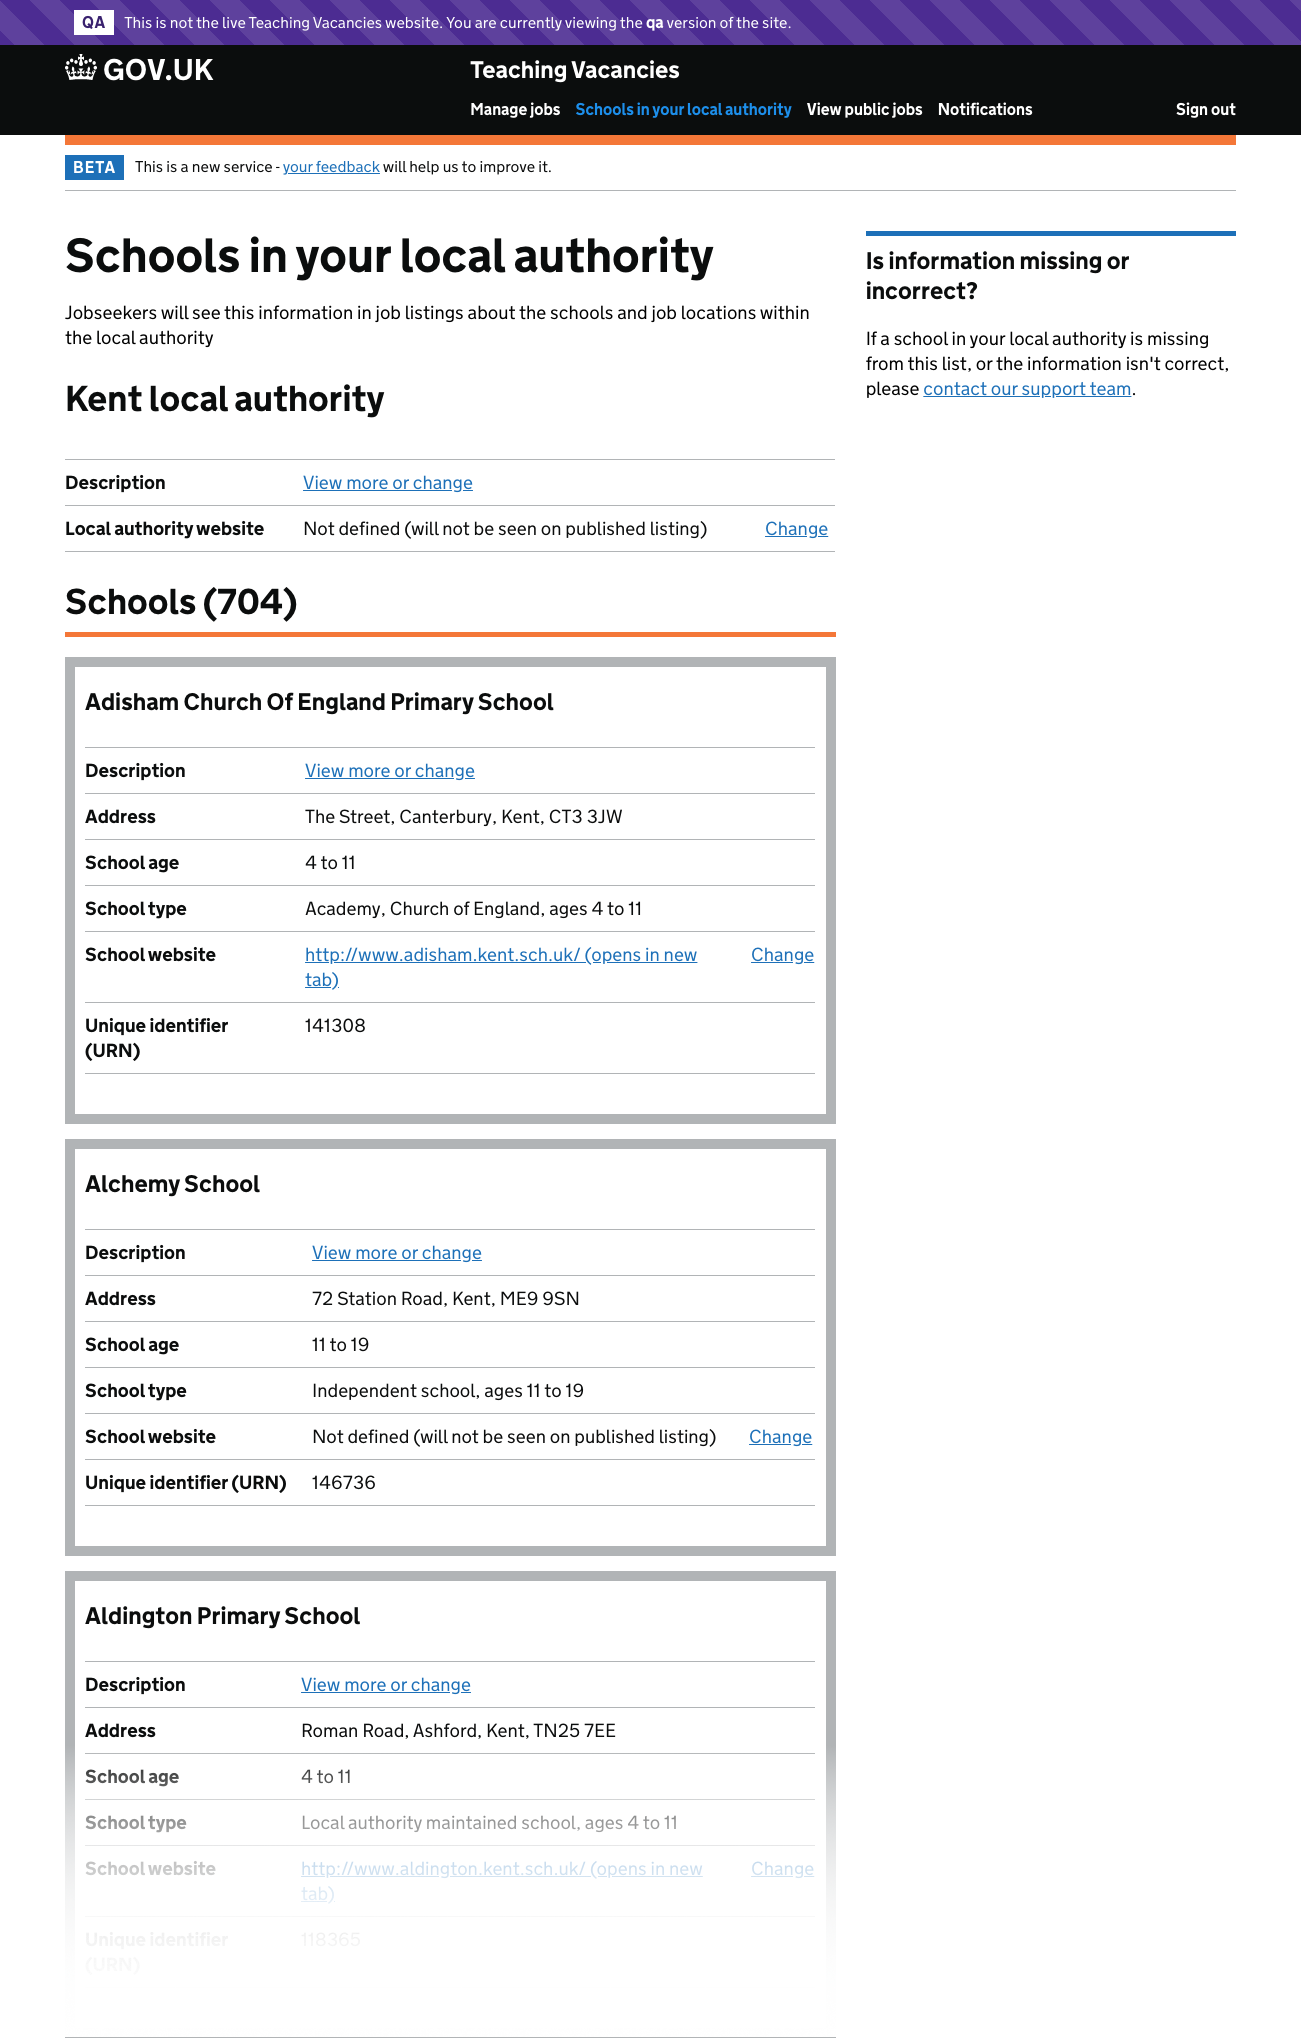 QA This is not the live Teaching Vacancies website. You are currently viewing the qa version of the site.
GOV.UK Teaching Vacancies
Manage jobs Schools in your local authority View public jobs Notifications Sign out
BETA This is a new service - your feedback will help us to improve it.
Schools in your local authority
Jobseekers will see this information in job listings about the schools and job locations within
the local authority
Is information missing or
incorrect?
If a school in your local authority is missing
from this list, or the information isn't correct,
please contact our support team.
Kent local authority
Description View more or change
Local authority website Not defined (will not be seen on published listing) Change
Schools (704)
Adisham Church Of England Primary School
Description View more or change
Address The Street, Canterbury, Kent, CT3 3JW
School age 4 to 11
School type Academy, Church of England, ages 4 to 11
School website http://www.adisham.kent.sch.uk/ (opens in new Change
tab)
Unique identifier 141308
(URN)
Alchemy School
Description View more or change
Address 72 Station Road, Kent, ME9 9SN
School age 11 to 19
School type Independent school, ages 11 to 19
School website Not defined (will not be seen on published listing) Change
Unique identifier (URN) 146736
Aldington Primary School
Description View more or change
Address Roman Road, Ashford, Kent, TN25 7EE
School age 4 to 11
School type Local authority maintained school, ages 4 to 11
School website http://www.aldington.kent.sch.uk/ (opens in new Change
tab)
Unique identifier 118365
(URN)